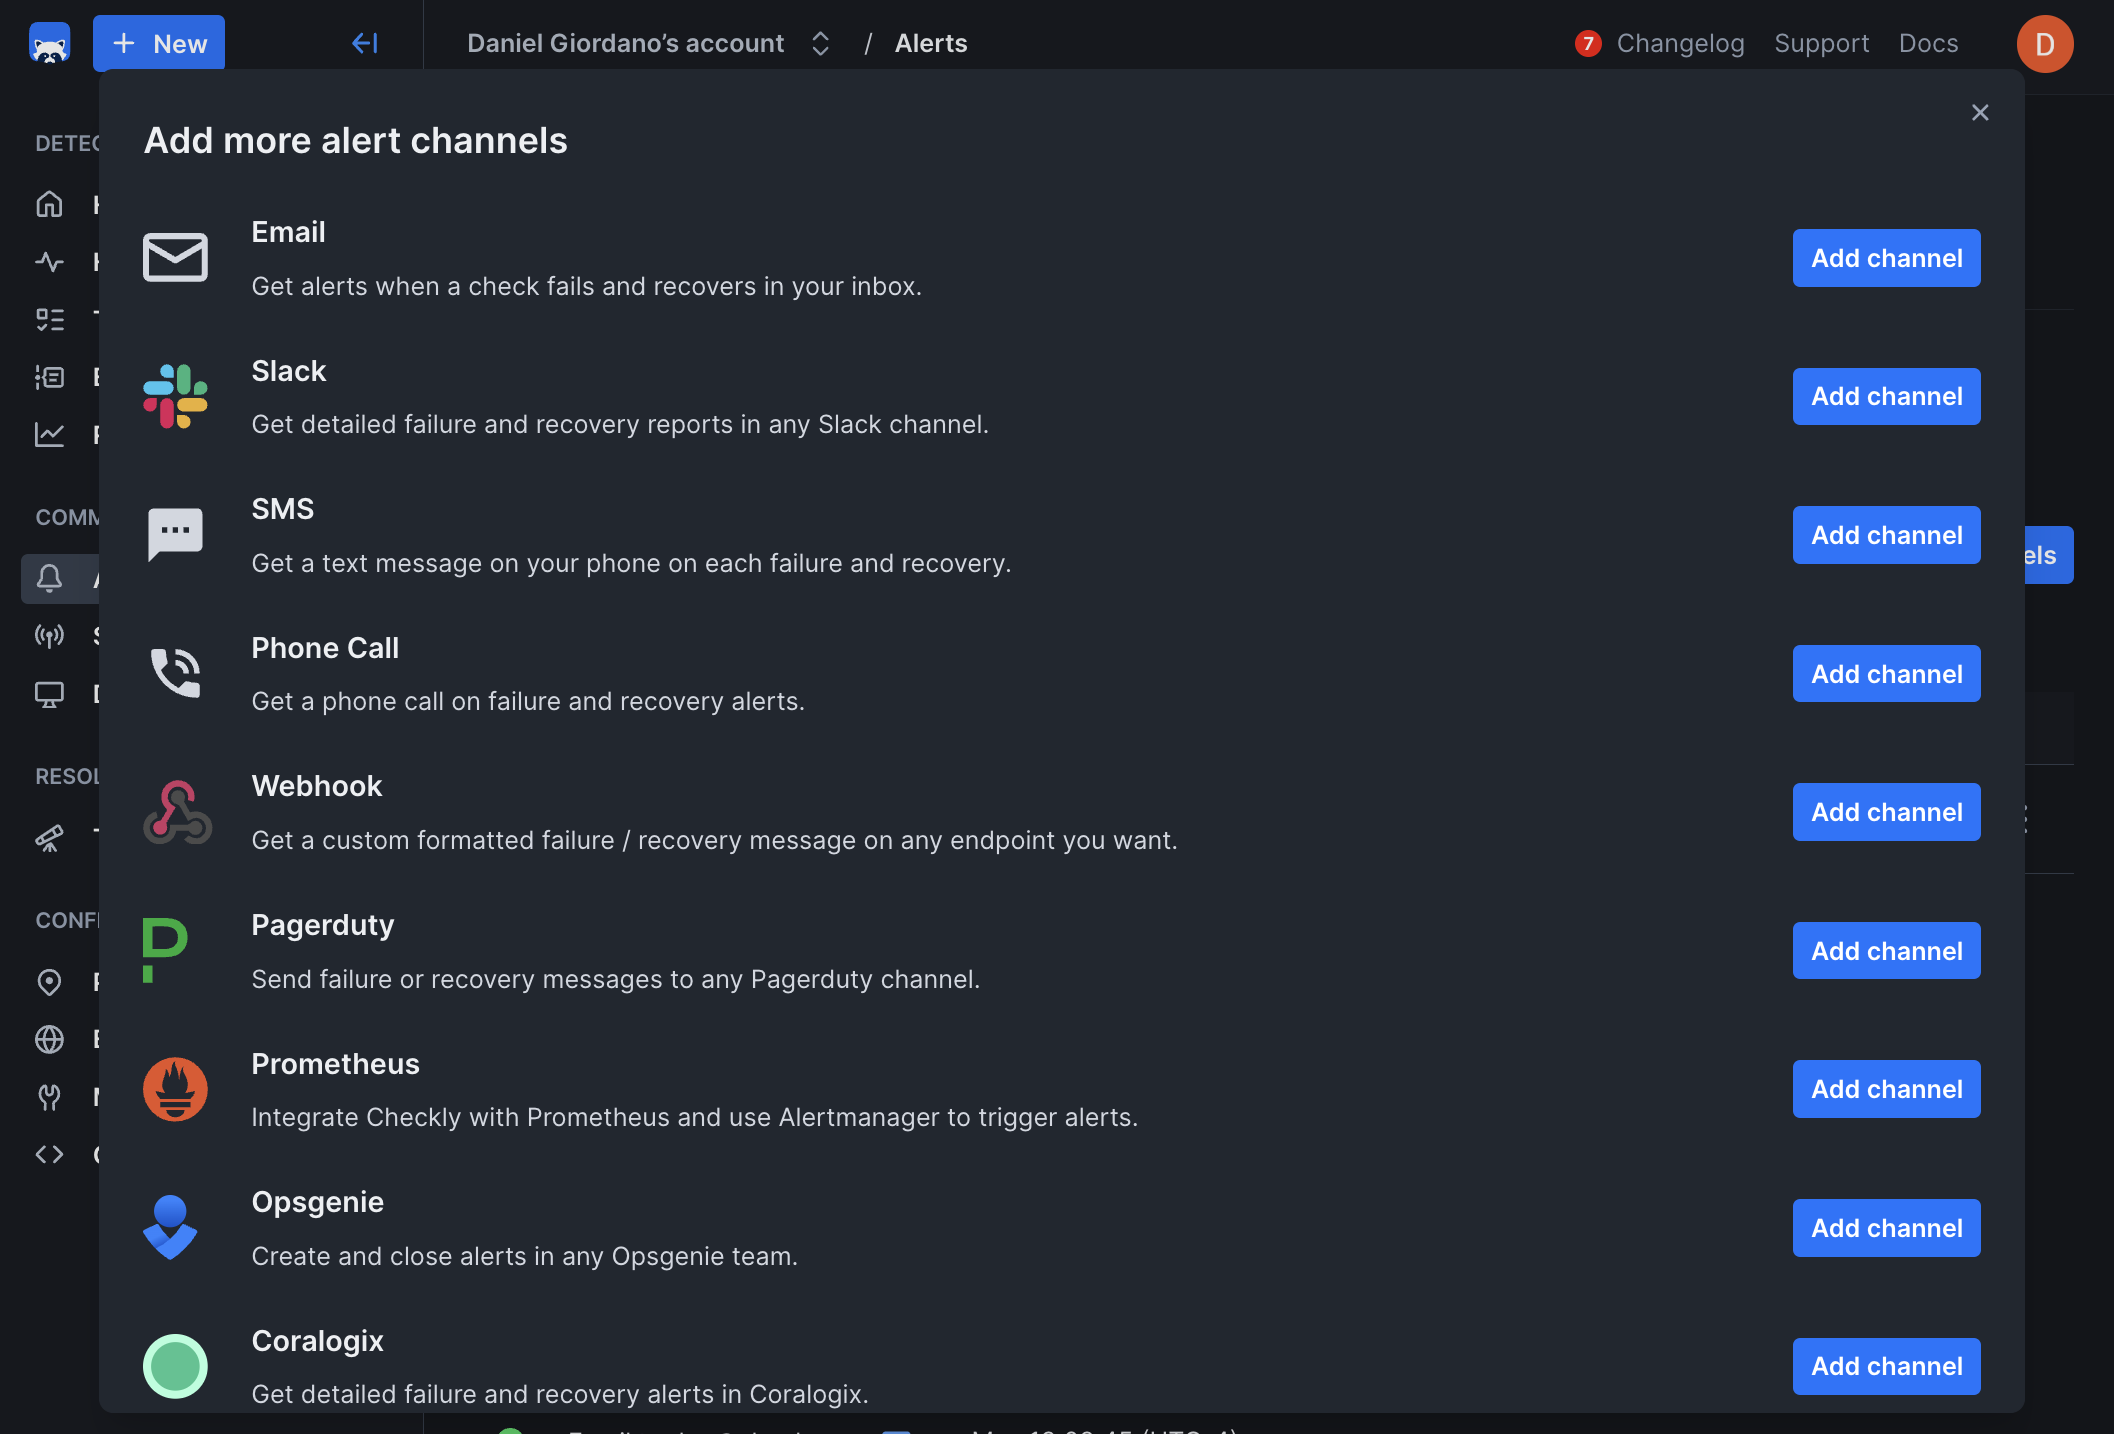 New
Daniel Giordano’s account / Alerts
7 Changelog Support Docs
D
Add more alert channels
Email
Get alerts when a check fails and recovers in your inbox.
Add channel
Slack
Get detailed failure and recovery reports in any Slack channel.
Add channel
SMS
Get a text message on your phone on each failure and recovery.
Add channel
Phone Call
Get a phone call on failure and recovery alerts.
Add channel
Webhook
Get a custom formatted failure / recovery message on any endpoint you want.
Add channel
Pagerduty
Send failure or recovery messages to any Pagerduty channel.
Add channel
Prometheus
Integrate Checkly with Prometheus and use Alertmanager to trigger alerts.
Add channel
Opsgenie
Create and close alerts in any Opsgenie team.
Add channel
Coralogix
Get detailed failure and recovery alerts in Coralogix.
Add channel
DETEC
COMM
RESOL
CONF
els